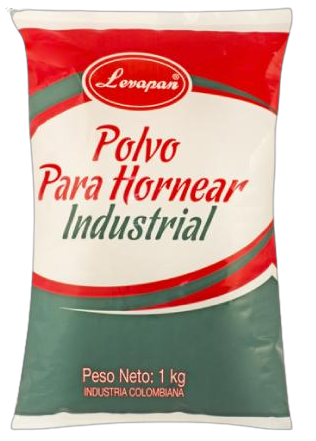 Levapan®
Polvo
Para Hornear
Industrial
Peso Neto: 1 kg
INDUSTRIA COLOMBIANA